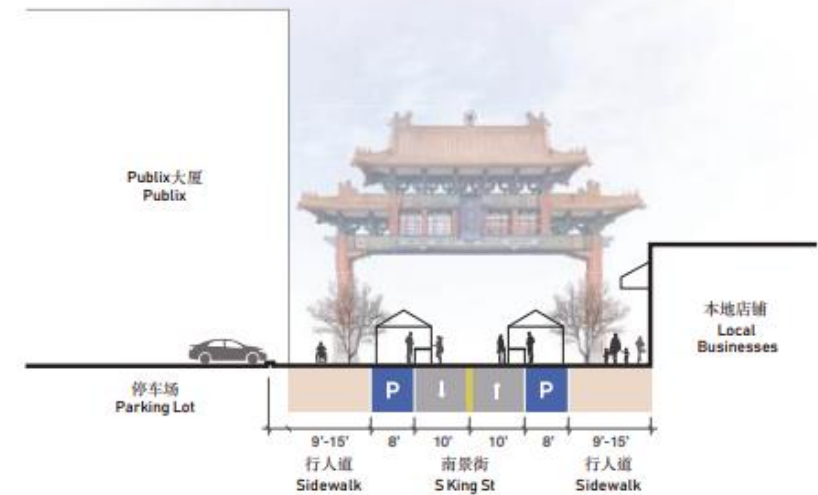 Publix大厦
Publix
本地店铺
Local
Businesses
停车场
Parking Lot
P
P
9'-15'
8'
10'
10'
8'
9'-15'
行人道
南景街
行人道
Sidewalk
S King St
Sidewalk